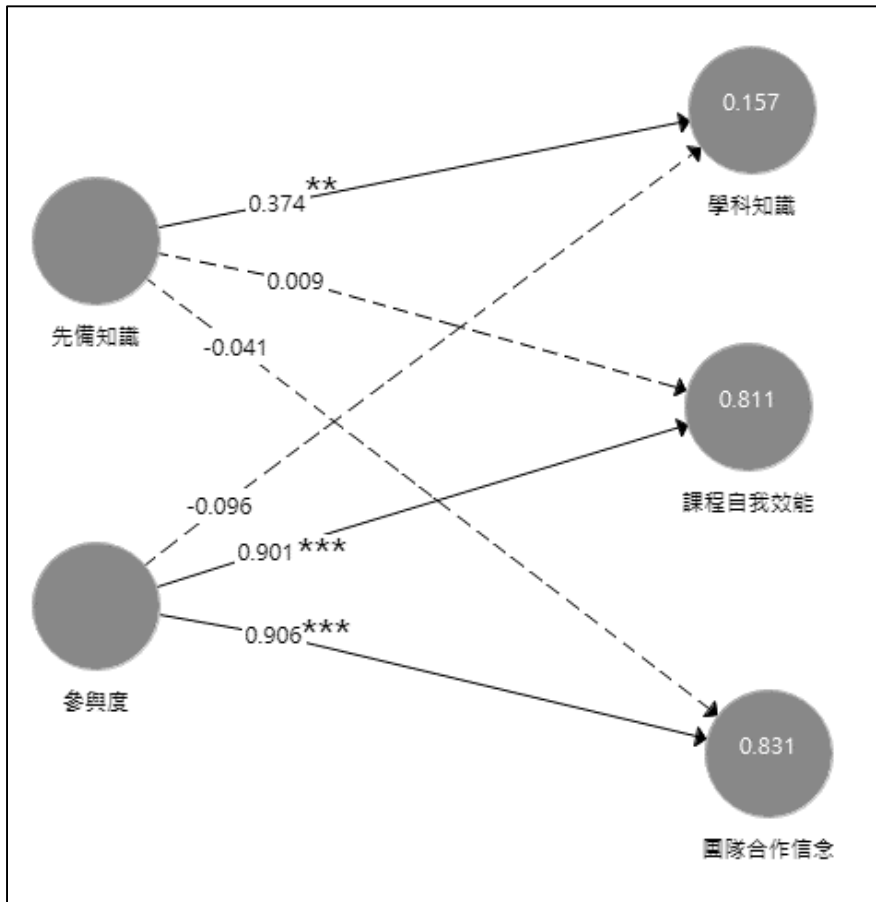 0.157
學科知識
0.374**
先備知識
0.009
-0.041
0.811
課程自我效能
-0.096
0.901***
0.906***
參與度
0.831
團隊合作信念